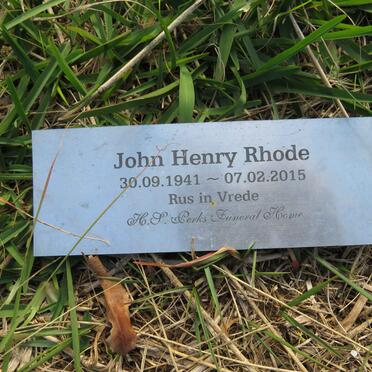 John Henry Rhode
30.09.1941 ~ 07.02.2015
Rus in Vrede
H.S. Perks Funeral Home